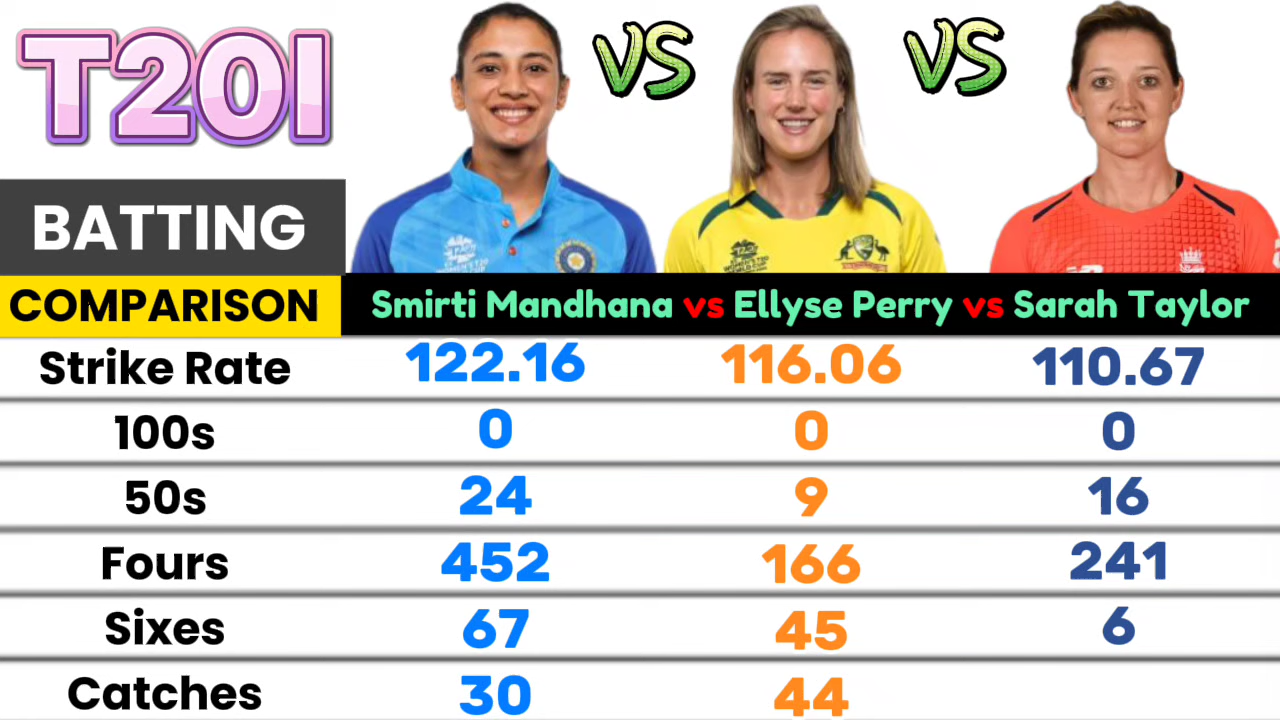 T20I
VS
VS
BATTING
COMPARISON
Smirti Mandhana vs Ellyse Perry vs Sarah Taylor
Strike Rate 122.16 116.06 110.67
100s 0 0 0
50s 24 9 16
Fours 452 166 241
Sixes 67 45 6
Catches 30 44